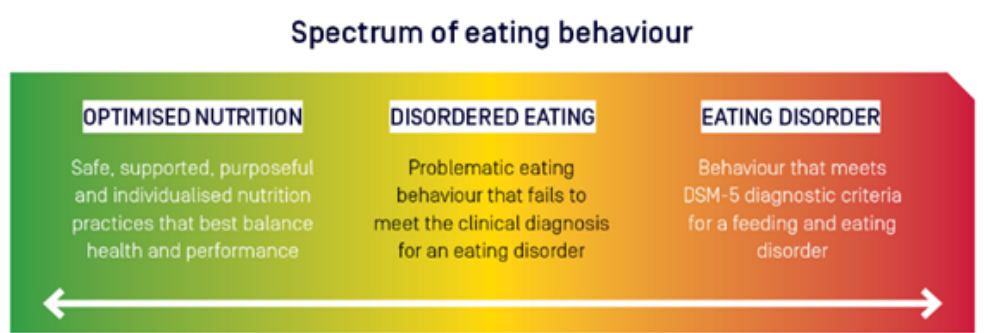 Spectrum of eating behaviour
OPTIMISED NUTRITION
Safe, supported, purposeful
and individualised nutrition
practices that best balance
health and performance
DISORDERED EATING
Problematic eating
behaviour that fails to
meet the clinical diagnosis
for an eating disorder
EATING DISORDER
Behaviour that meets
DSM-5 diagnostic criteria
for a feeding and eating
disorder